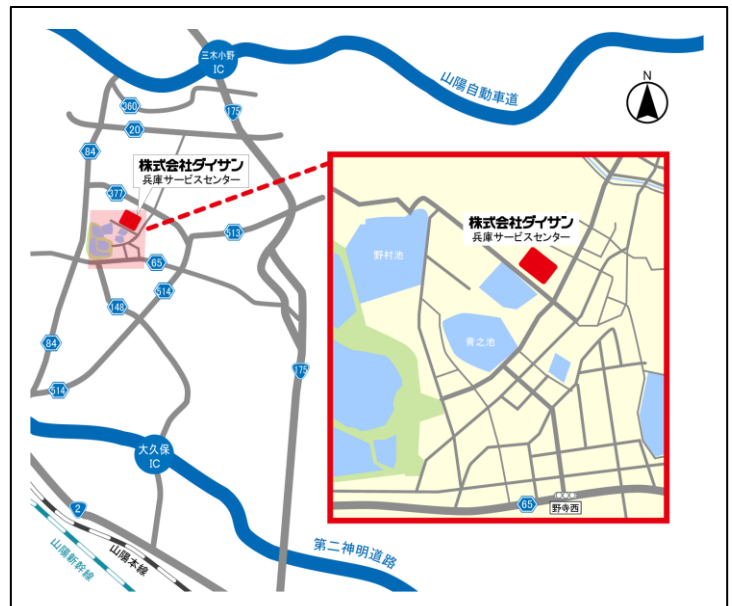 三木小野
IC
山陽自動車道
N
360
175
20
84
株式会社ダイサン
兵庫サービスセンター
377
513
65
514
148
84
514
175
大久保
IC
2
山陽本線
山陽新幹線
第二神明道路
株式会社ダイサン
兵庫サービスセンター
野村池
青之池
65
野寺西